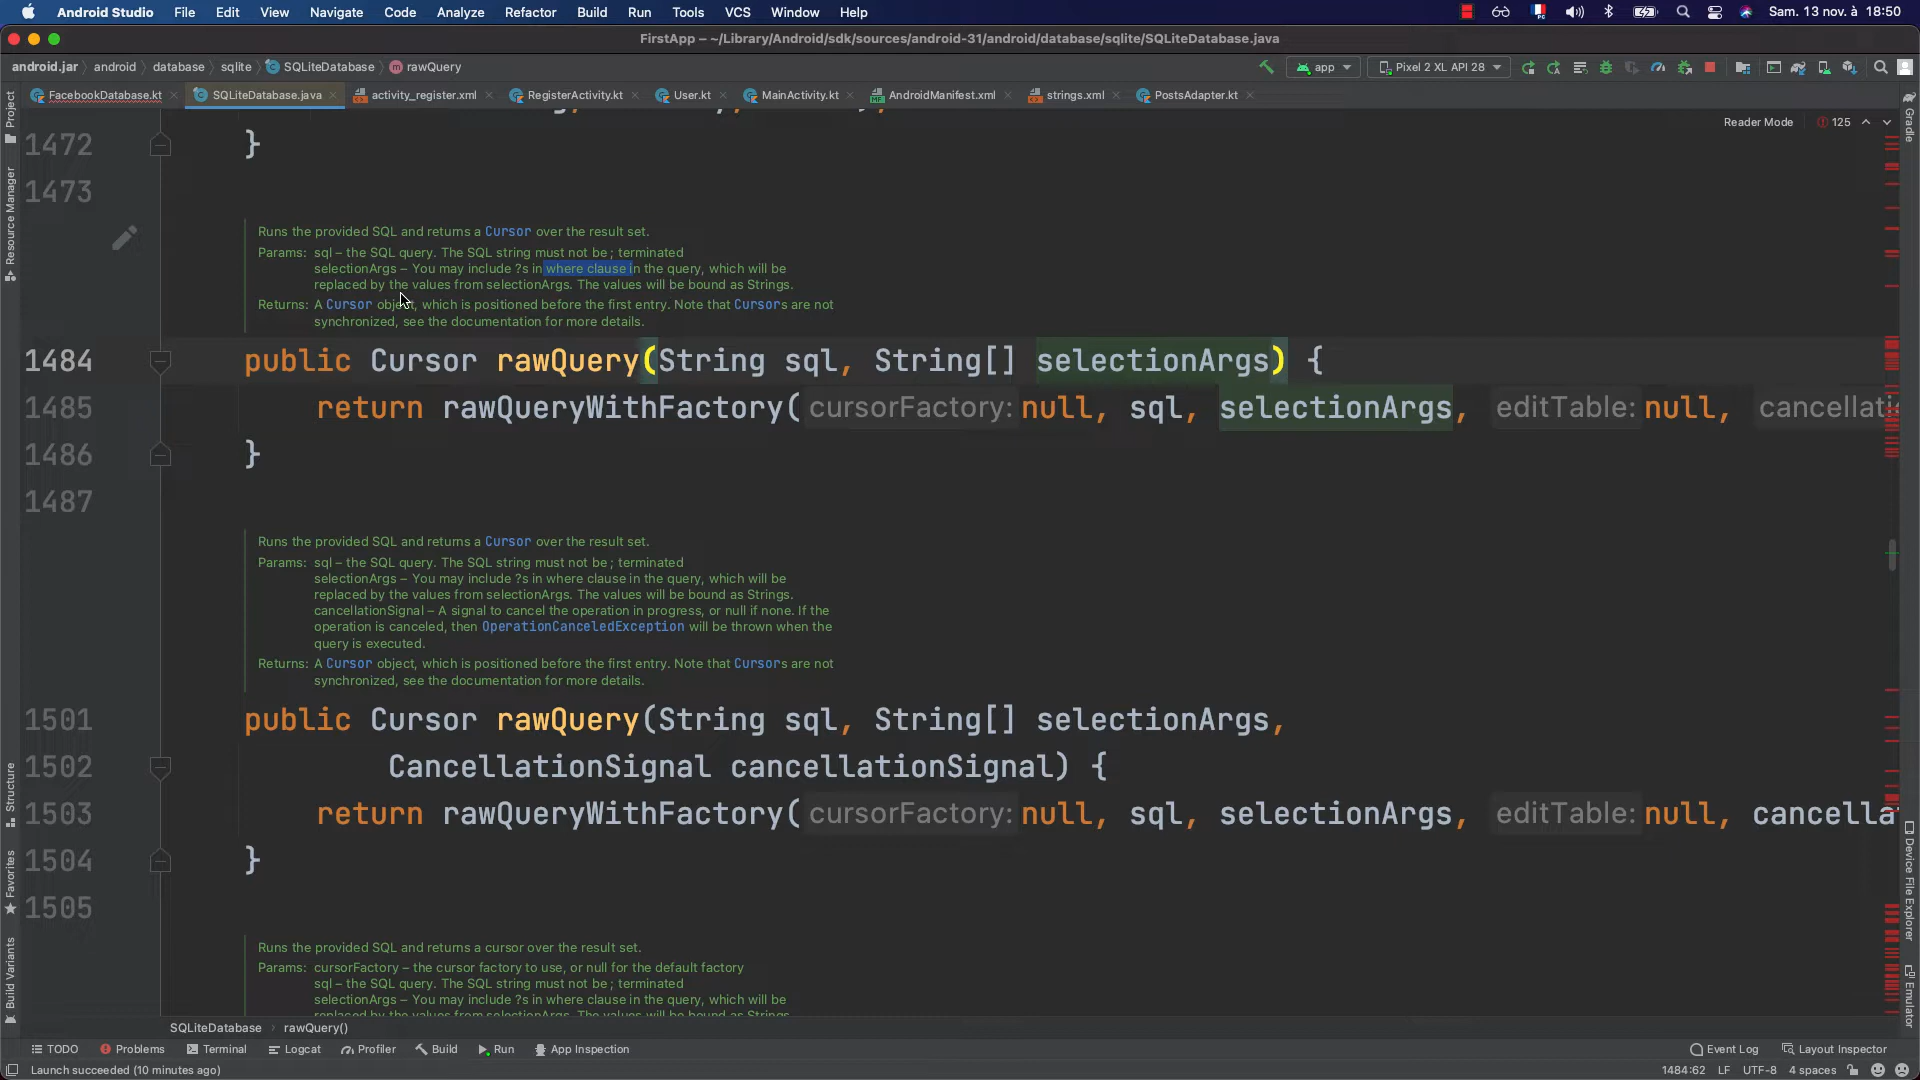 Android Studio File Edit View Navigate Code Analyze Refactor Build Run Tools VCS Window Help Sam. 13 nov. à 18:50
FirstApp – ~/Library/Android/sdk/sources/android-31/android/database/sqlite/SQLiteDatabase.java
android.jar android database sqlite SQLiteDatabase rawQuery app Pixel 2 XL API 28
FacebookDatabase.kt SQLiteDatabase.java activity_register.xml RegisterActivity.kt User.kt MainActivity.kt AndroidManifest.xml strings.xml PostsAdapter.kt
Reader Mode 125
Project
Resource Manager
Structure
Favorites
Build Variants
Gradle
Device File Explorer
Emulator
1472 }
1473
Runs the provided SQL and returns a Cursor over the result set.
Params: sql – the SQL query. The SQL string must not be ; terminated
selectionArgs – You may include ?s in where clause in the query, which will be
replaced by the values from selectionArgs. The values will be bound as Strings.
Returns: A Cursor object, which is positioned before the first entry. Note that Cursors are not
synchronized, see the documentation for more details.
1484 public Cursor rawQuery(String sql, String[] selectionArgs) {
1485 return rawQueryWithFactory( cursorFactory: null, sql, selectionArgs, editTable: null, cancellati
1486 }
1487
Runs the provided SQL and returns a Cursor over the result set.
Params: sql – the SQL query. The SQL string must not be ; terminated
selectionArgs – You may include ?s in where clause in the query, which will be
replaced by the values from selectionArgs. The values will be bound as Strings.
cancellationSignal – A signal to cancel the operation in progress, or null if none. If the
operation is canceled, then OperationCanceledException will be thrown when the
query is executed.
Returns: A Cursor object, which is positioned before the first entry. Note that Cursors are not
synchronized, see the documentation for more details.
1501 public Cursor rawQuery(String sql, String[] selectionArgs,
1502 CancellationSignal cancellationSignal) {
1503 return rawQueryWithFactory( cursorFactory: null, sql, selectionArgs, editTable: null, cancella
1504 }
1505
Runs the provided SQL and returns a cursor over the result set.
Params: cursorFactory – the cursor factory to use, or null for the default factory
sql – the SQL query. The SQL string must not be ; terminated
selectionArgs – You may include ?s in where clause in the query, which will be
replaced by the values from selectionArgs. The values will be bound as Strings.
SQLiteDatabase rawQuery()
TODO Problems Terminal Logcat Profiler Build Run App Inspection Event Log Layout Inspector
Launch succeeded (10 minutes ago) 1484:62 LF UTF-8 4 spaces